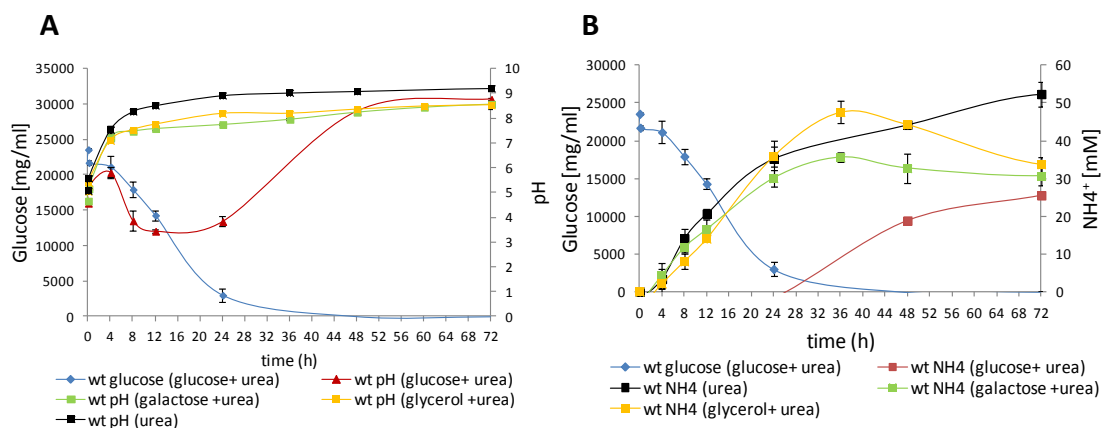 A
B
35000
30000
25000
20000
15000
10000
5000
0
Glucose [mg/ml]
10
9
8
7
6
5
4
3
2
1
0
pH
0 4 8 12 16 20 24 28 32 36 40 44 48 52 56 60 64 68 72
time (h)
wt glucose (glucose+ urea)
wt pH (glucose+ urea)
wt pH (galactose +urea)
wt pH (glycerol +urea)
wt pH (urea)
30000
25000
20000
15000
10000
5000
0
Glucose [mg/ml]
60
50
40
30
20
10
0
NH4⁺ [mM]
0 4 8 12 16 20 24 28 32 36 40 44 48 52 56 60 64 68 72
time (h)
wt glucose (glucose+ urea)
wt NH4 (glucose+ urea)
wt NH4 (urea)
wt NH4 (galactose +urea)
wt NH4 (glycerol+ urea)